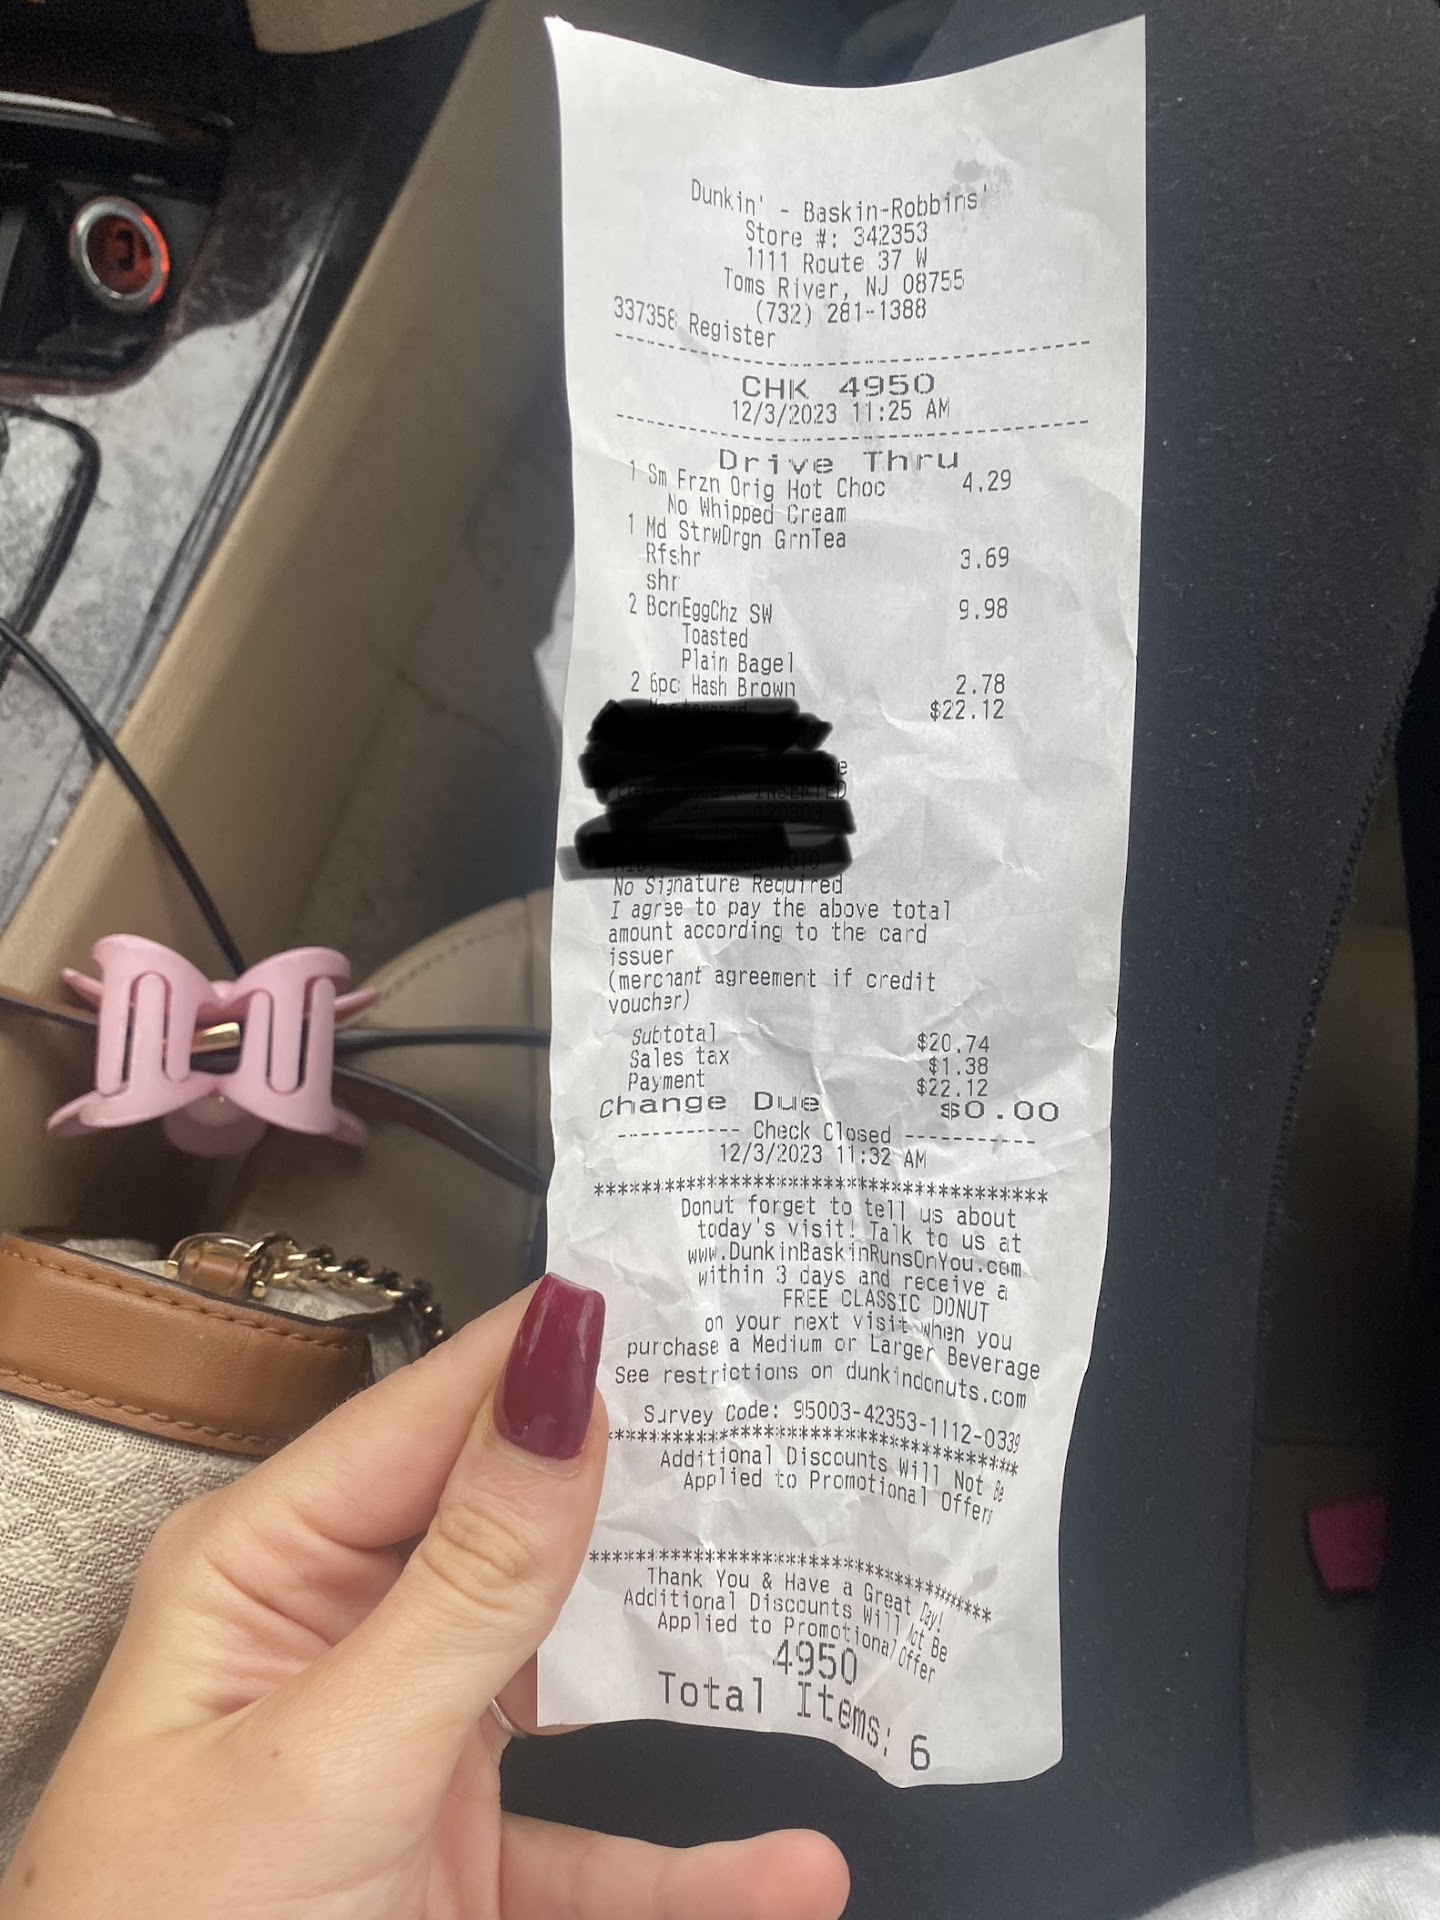 Dunkin' - Baskin-Robbins'
Store #: 342353
1111 Route 37 W
Toms River, NJ 08755
(732) 281-1388
337358 Register
CHK 4950
12/3/2023 11:25 AM
Drive Thru
1 Sm Frzn Orig Hot Choc 4.29
No Whipped Cream
1 Md StrwDrgn GrnTea
Rfshr 3.69
shr
2 BcnEggChz SW 9.98
Toasted
Plain Bagel
2 6pc Hash Brown 2.78
$22.12
INSERTED
No Signature Required
I agree to pay the above total
amount according to the card
issuer
(merchant agreement if credit
voucher)
Subtotal $20.74
Sales tax $1.38
Payment $22.12
Change Due $0.00
----------- Check Closed -----------
12/3/2023 11:32 AM
***************************************
Donut forget to tell us about
today's visit! Talk to us at
www.DunkinBaskinRunsOnYou.com
within 3 days and receive a
FREE CLASSIC DONUT
on your next visit when you
purchase a Medium or Larger Beverage
See restrictions on dunkindonuts.com
Survey Code: 95003-42353-1112-0339
***************************************
Additional Discounts Will Not Be
Applied to Promotional Offers
***************************************
Thank You & Have a Great Day!
Additional Discounts Will Not Be
Applied to Promotional Offer
4950
Total Items: 6